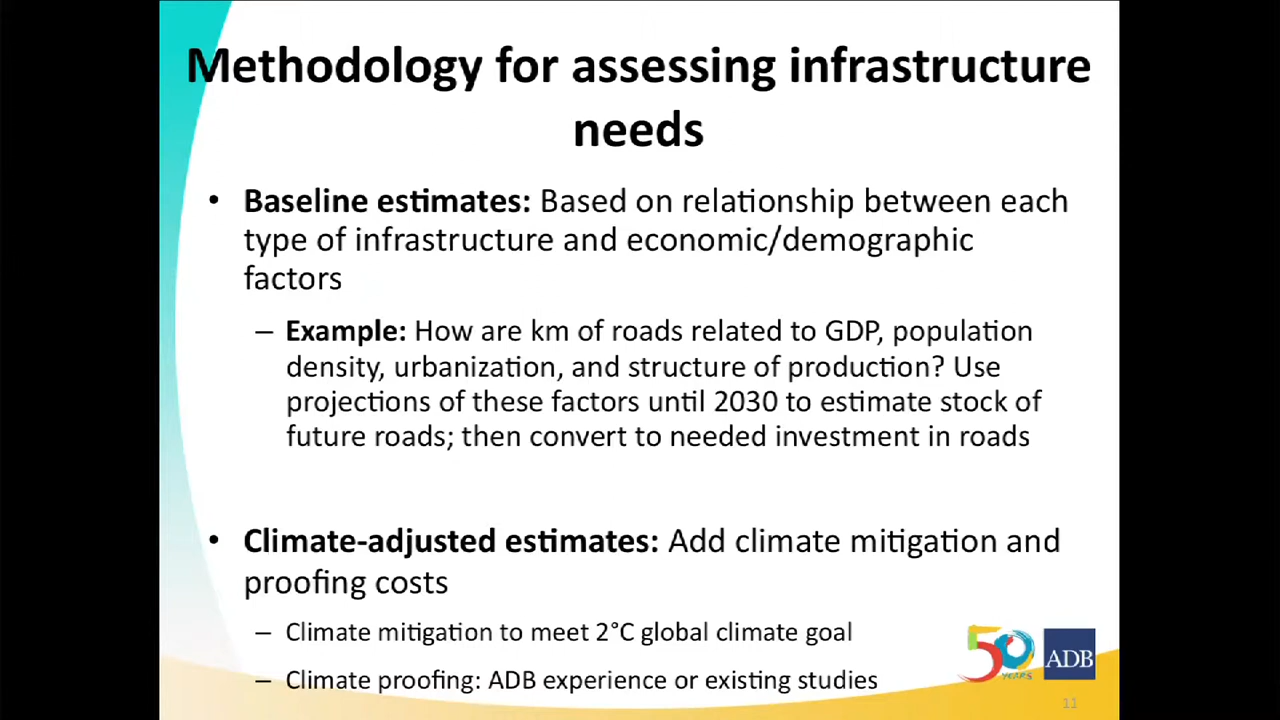 Methodology for assessing infrastructure
needs
• Baseline estimates: Based on relationship between each
type of infrastructure and economic/demographic
factors
– Example: How are km of roads related to GDP, population
density, urbanization, and structure of production? Use
projections of these factors until 2030 to estimate stock of
future roads; then convert to needed investment in roads
• Climate-adjusted estimates: Add climate mitigation and
proofing costs
– Climate mitigation to meet 2°C global climate goal
– Climate proofing: ADB experience or existing studies
50
YEARS
ADB
11